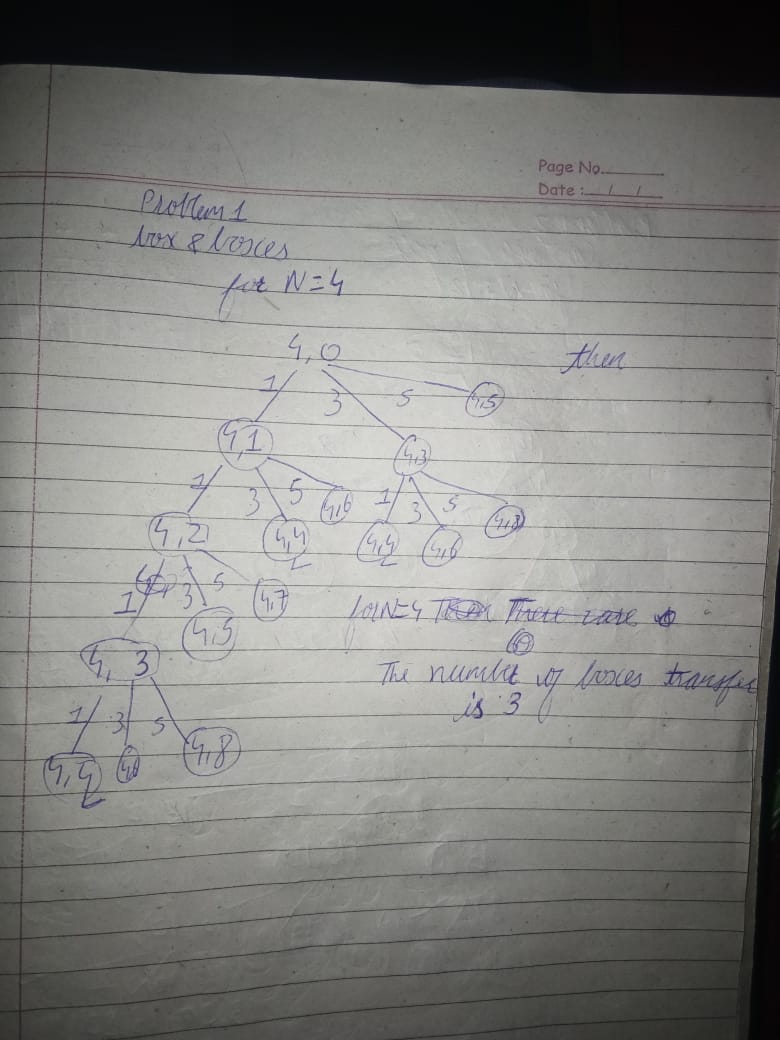 Page No.
Date : / /
Problem 1
box & boxes
for N=4
4,0
then
1 3 5
4,5
4,1
4,3
1 3 5 1 3 5
4,6
4,8
4,2
4,4
4,4
4,6
1 3 5
4,7
4,5
for N=4 Then There are
The number of boxes transfer
is 3
4, 3
1 3 5
4,4
4,8